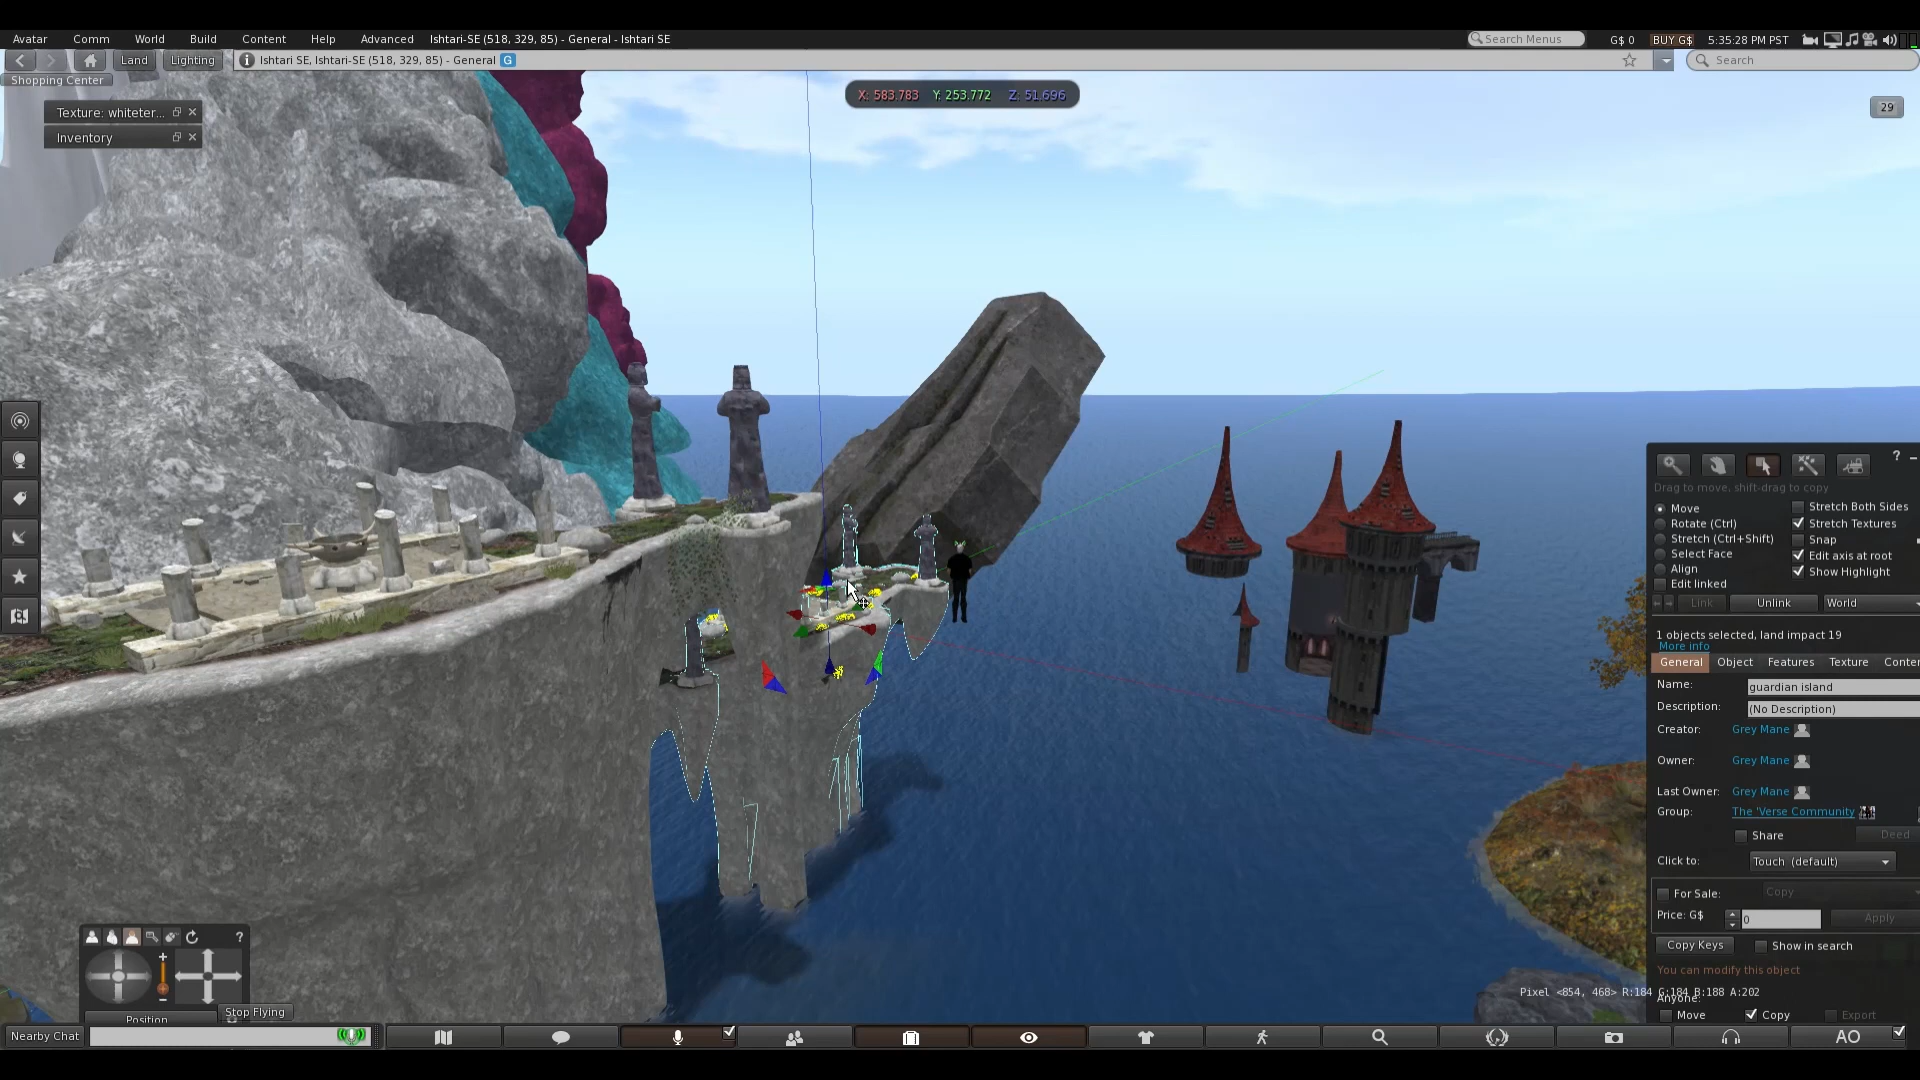 Avatar Comm World Build Content Help Advanced Ishtari-SE (518, 329, 85) - General - Ishtari SE Search Menus G$ 0 BUY G$ 5:35:28 PM PST
Land Lighting Ishtari SE, Ishtari-SE (518, 329, 85) - General G Search
Shopping Center
X: 583.783 Y: 253.772 Z: 51.696
29
Texture: whiteter...
Inventory
?
Drag to move, shift-drag to copy
Move Stretch Both Sides
Rotate (Ctrl) Stretch Textures
Stretch (Ctrl+Shift) Snap
Select Face Edit axis at root
Align Show Highlight
Edit linked
Link Unlink World
1 objects selected, land impact 19
More info
General Object Features Texture Conter
Name: guardian island
Description: (No Description)
Creator: Grey Mane
Owner: Grey Mane
Last Owner: Grey Mane
Group: The 'Verse Community
Share Deed
Click to: Touch (default)
For Sale: Copy
Price: G$ 0 Apply
Copy Keys Show in search
You can modify this object
Pixel <854, 468> R:184 G:184 B:188 A:202
Anyone:
Move Copy Export
?
Position
Stop Flying
Nearby Chat AO